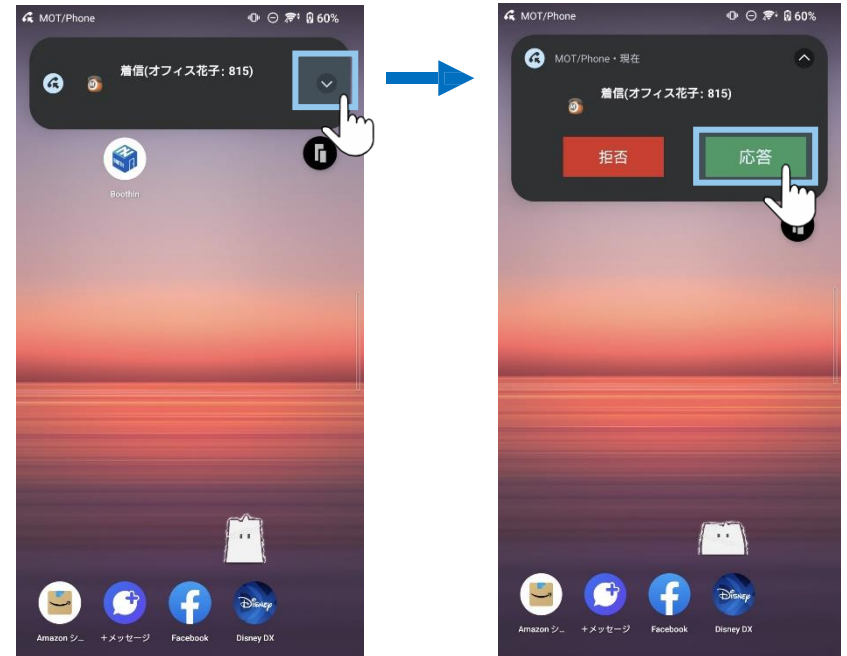 MOT/Phone
60%
着信(オフィス花子: 815)
Boothin
Amazon シ...
+メッセージ
Facebook
Disney
Disney DX
MOT/Phone
60%
MOT/Phone・現在
着信(オフィス花子: 815)
拒否
応答
Amazon シ...
+メッセージ
Facebook
Disney
Disney DX